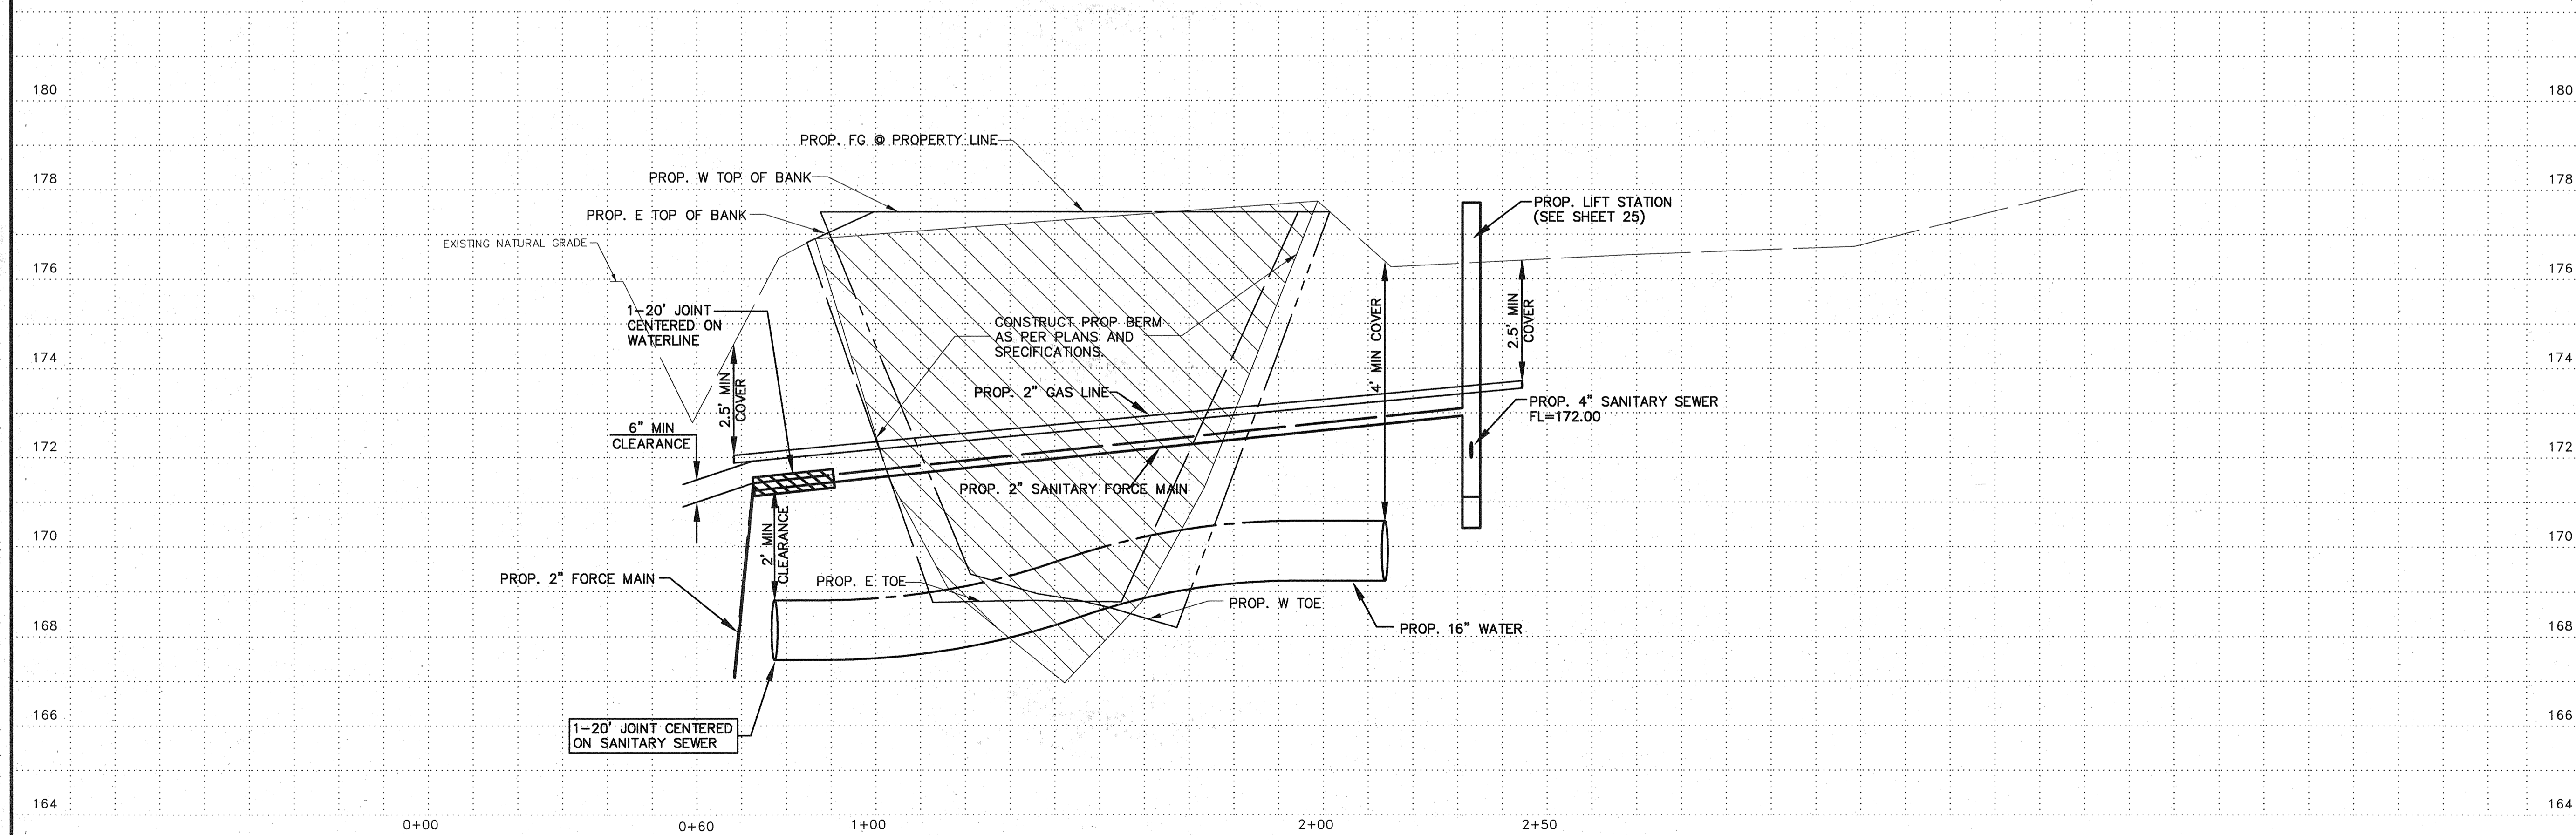 180
180
PROP. FG @ PROPERTY LINE
178
PROP. W TOP OF BANK
178
PROP. LIFT STATION
(SEE SHEET 25)
PROP. E TOP OF BANK
EXISTING NATURAL GRADE
176
176
1-20' JOINT
CENTERED ON
WATERLINE
CONSTRUCT PROP BERM
AS PER PLANS AND
SPECIFICATIONS.
4' MIN COVER
2.5' MIN
COVER
174
174
2.5' MIN
COVER
PROP. 2" GAS LINE
PROP. 4" SANITARY SEWER
FL=172.00
6" MIN
CLEARANCE
172
172
PROP. 2" SANITARY FORCE MAIN
2' MIN
CLEARANCE
170
170
PROP. 2" FORCE MAIN
PROP. E TOE
PROP. W TOE
168
PROP. 16" WATER
168
166
166
1-20' JOINT CENTERED
ON SANITARY SEWER
164
164
0+00
0+60
1+00
2+00
2+50